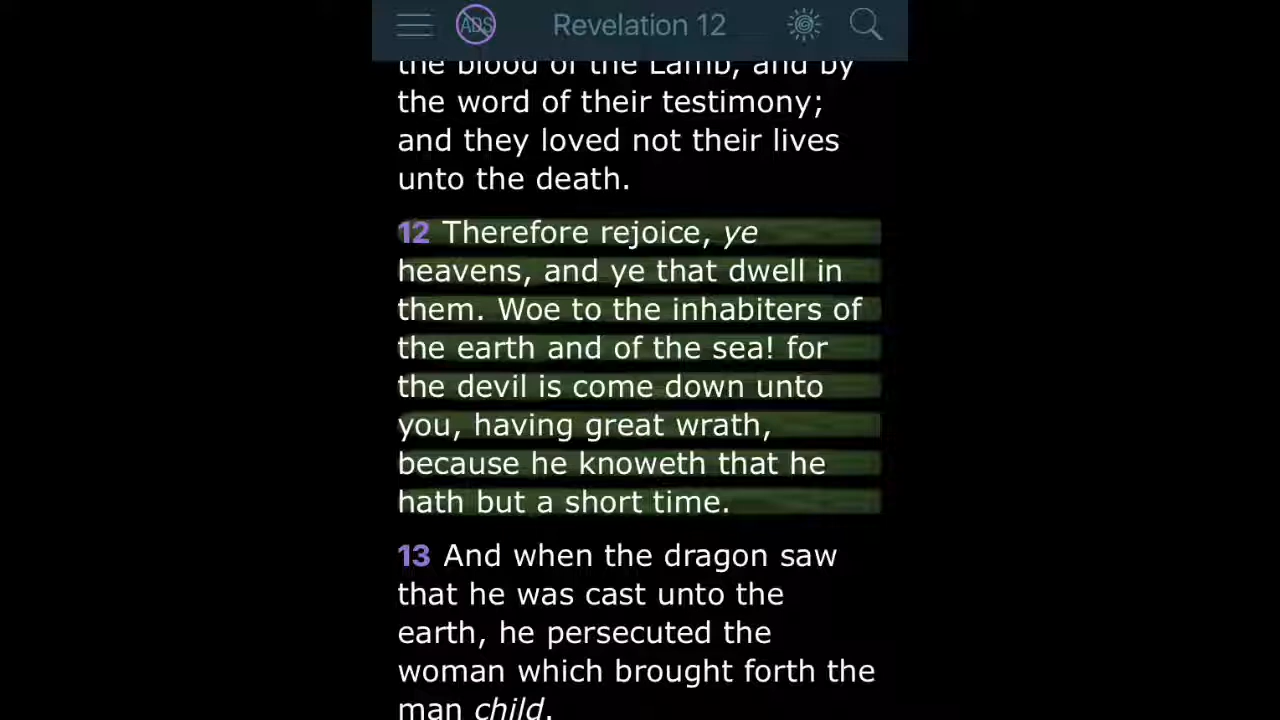 ADS
Revelation 12
the blood of the Lamb, and by
the word of their testimony;
and they loved not their lives
unto the death.
12 Therefore rejoice, ye
heavens, and ye that dwell in
them. Woe to the inhabiters of
the earth and of the sea! for
the devil is come down unto
you, having great wrath,
because he knoweth that he
hath but a short time.
13 And when the dragon saw
that he was cast unto the
earth, he persecuted the
woman which brought forth the
man child.